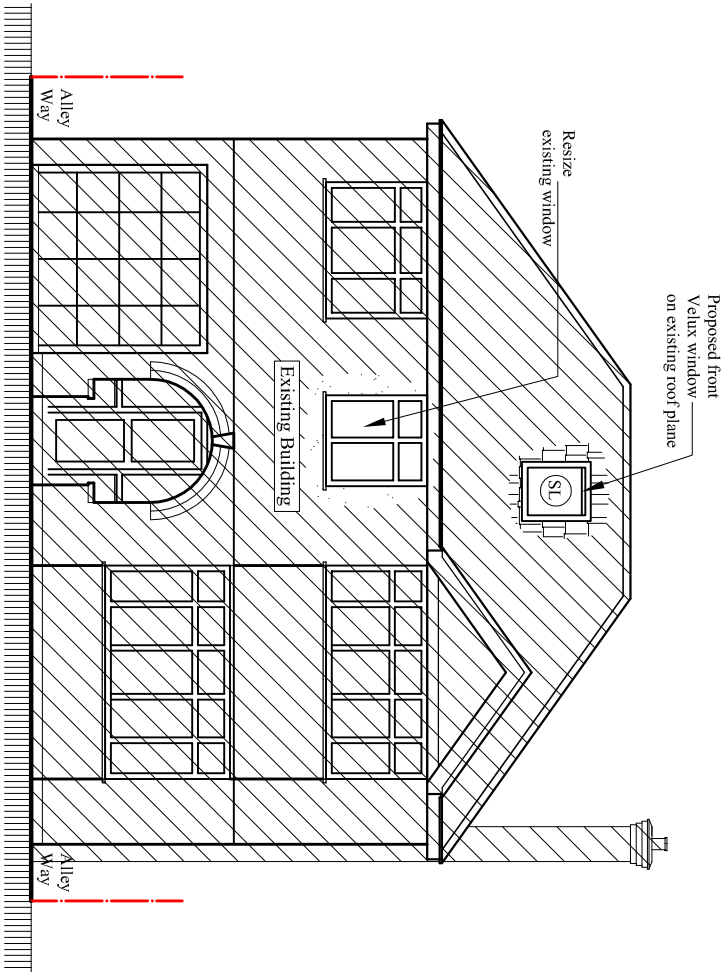 Proposed front
Velux window
on existing roof plane
Resize
existing window
SL
Existing Building
Alley
Way
Alley
Way